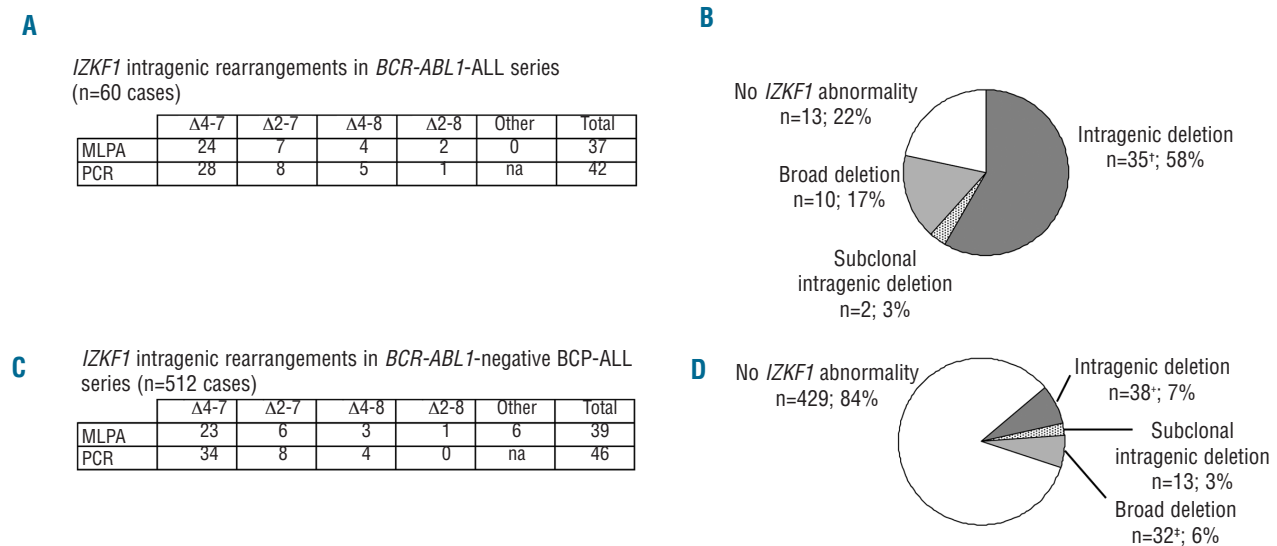 A
IZKF1 intragenic rearrangements in BCR-ABL1-ALL series
(n=60 cases)
Δ4-7 Δ2-7 Δ4-8 Δ2-8 Other Total
MLPA 24 7 4 2 0 37
PCR 28 8 5 1 na 42
B
No IZKF1 abnormality
n=13; 22%
Intragenic deletion
n=35†; 58%
Broad deletion
n=10; 17%
Subclonal
intragenic deletion
n=2; 3%
C
IZKF1 intragenic rearrangements in BCR-ABL1-negative BCP-ALL
series (n=512 cases)
Δ4-7 Δ2-7 Δ4-8 Δ2-8 Other Total
MLPA 23 6 3 1 6 39
PCR 34 8 4 0 na 46
D
No IZKF1 abnormality
n=429; 84%
Intragenic deletion
n=38+; 7%
Subclonal
intragenic deletion
n=13; 3%
Broad deletion
n=32‡; 6%